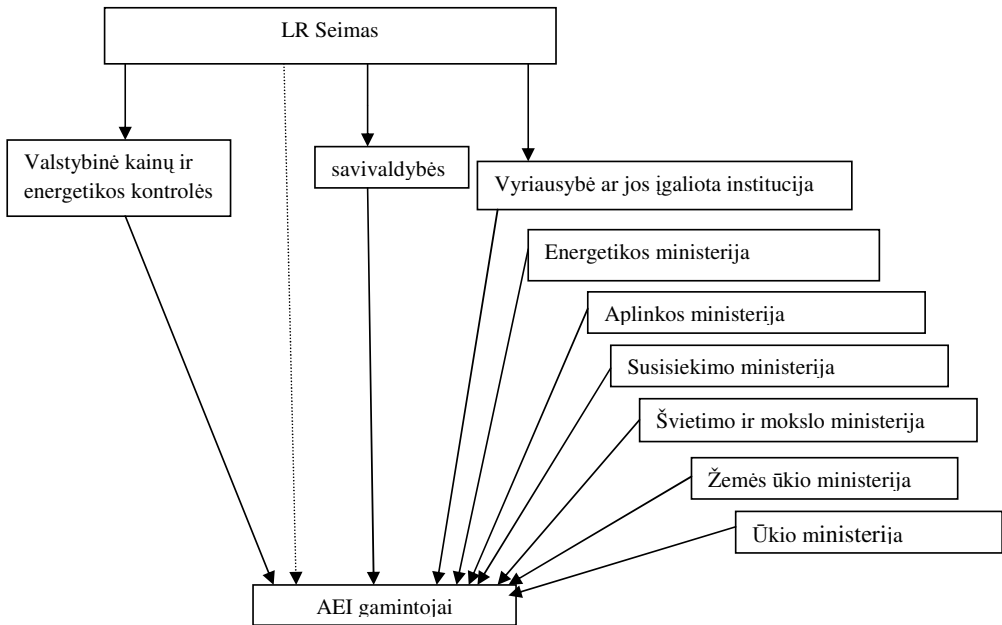 LR Seimas
Valstybinė kainų ir
energetikos kontrolės
savivaldybės
Vyriausybė ar jos įgaliota institucija
Energetikos ministerija
Aplinkos ministerija
Susisiekimo ministerija
Švietimo ir mokslo ministerija
Žemės ūkio ministerija
Ūkio ministerija
AEI gamintojai